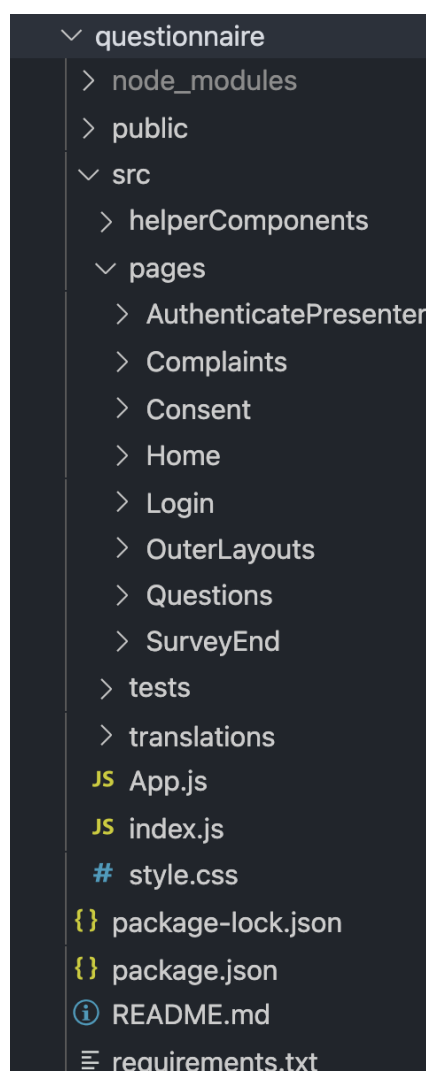 questionnaire
node_modules
public
src
helperComponents
pages
AuthenticatePresenter
Complaints
Consent
Home
Login
OuterLayouts
Questions
SurveyEnd
tests
translations
JS App.js
JS index.js
# style.css
{} package-lock.json
{} package.json
README.md
requirements.txt